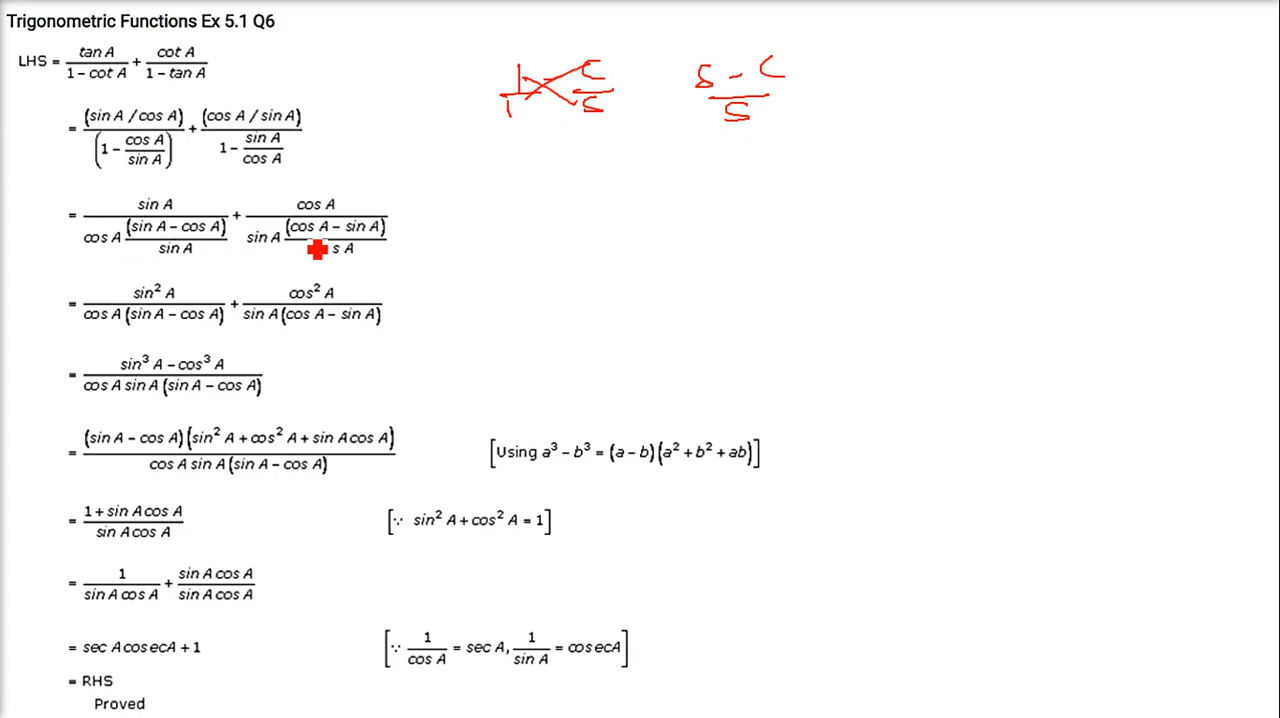 Trigonometric Functions Ex 5.1 Q6
LHS = tan A / (1 − cot A) + cot A / (1 − tan A)
= (sin A / cos A) / (1 − cos A / sin A) + (cos A / sin A) / (1 − sin A / cos A)
= sin A / (cos A (sin A − cos A) / sin A) + cos A / (sin A (cos A − sin A) / s A)
= sin² A / (cos A (sin A − cos A)) + cos² A / (sin A (cos A − sin A))
= (sin³ A − cos³ A) / (cos A sin A (sin A − cos A))
= (sin A − cos A)(sin² A + cos² A + sin A cos A) / (cos A sin A (sin A − cos A)) [Using a³ − b³ = (a − b)(a² + b² + ab)]
= (1 + sin A cos A) / (sin A cos A) [∵ sin² A + cos² A = 1]
= 1 / (sin A cos A) + sin A cos A / (sin A cos A)
= sec A cosec A + 1 [∵ 1 / cos A = sec A, 1 / sin A = cosec A]
= RHS
Proved
1 / 1 C / S
S − C / S